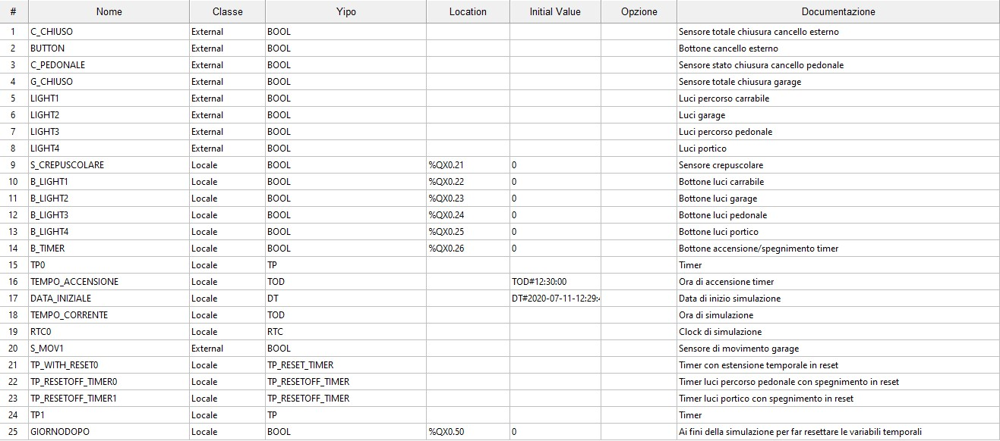 # Nome Classe Yipo Location Initial Value Opzione Documentazione
1 C_CHIUSO External BOOL Sensore totale chiusura cancello esterno
2 BUTTON External BOOL Bottone cancello esterno
3 C_PEDONALE External BOOL Sensore stato chiusura cancello pedonale
4 G_CHIUSO External BOOL Sensore totale chiusura garage
5 LIGHT1 External BOOL Luci percorso carrabile
6 LIGHT2 External BOOL Luci garage
7 LIGHT3 External BOOL Luci percorso pedonale
8 LIGHT4 External BOOL Luci portico
9 S_CREPUSCOLARE Locale BOOL %QX0.21 0 Sensore crepuscolare
10 B_LIGHT1 Locale BOOL %QX0.22 0 Bottone luci carrabile
11 B_LIGHT2 Locale BOOL %QX0.23 0 Bottone luci garage
12 B_LIGHT3 Locale BOOL %QX0.24 0 Bottone luci pedonale
13 B_LIGHT4 Locale BOOL %QX0.25 0 Bottone luci portico
14 B_TIMER Locale BOOL %QX0.26 0 Bottone accensione/spegnimento timer
15 TP0 Locale TP Timer
16 TEMPO_ACCENSIONE Locale TOD TOD#12:30:00 Ora di accensione timer
17 DATA_INIZIALE Locale DT DT#2020-07-11-12:29: Data di inizio simulazione
18 TEMPO_CORRENTE Locale TOD Ora di simulazione
19 RTC0 Locale RTC Clock di simulazione
20 S_MOV1 External BOOL Sensore di movimento garage
21 TP_WITH_RESET0 Locale TP_RESET_TIMER Timer con estensione temporale in reset
22 TP_RESETOFF_TIMER0 Locale TP_RESETOFF_TIMER Timer luci percorso pedonale con spegnimento in reset
23 TP_RESETOFF_TIMER1 Locale TP_RESETOFF_TIMER Timer luci portico con spegnimento in reset
24 TP1 Locale TP Timer
25 GIORNODOPO Locale BOOL %QX0.50 0 Ai fini della simulazione per far resettare le variabili temporali